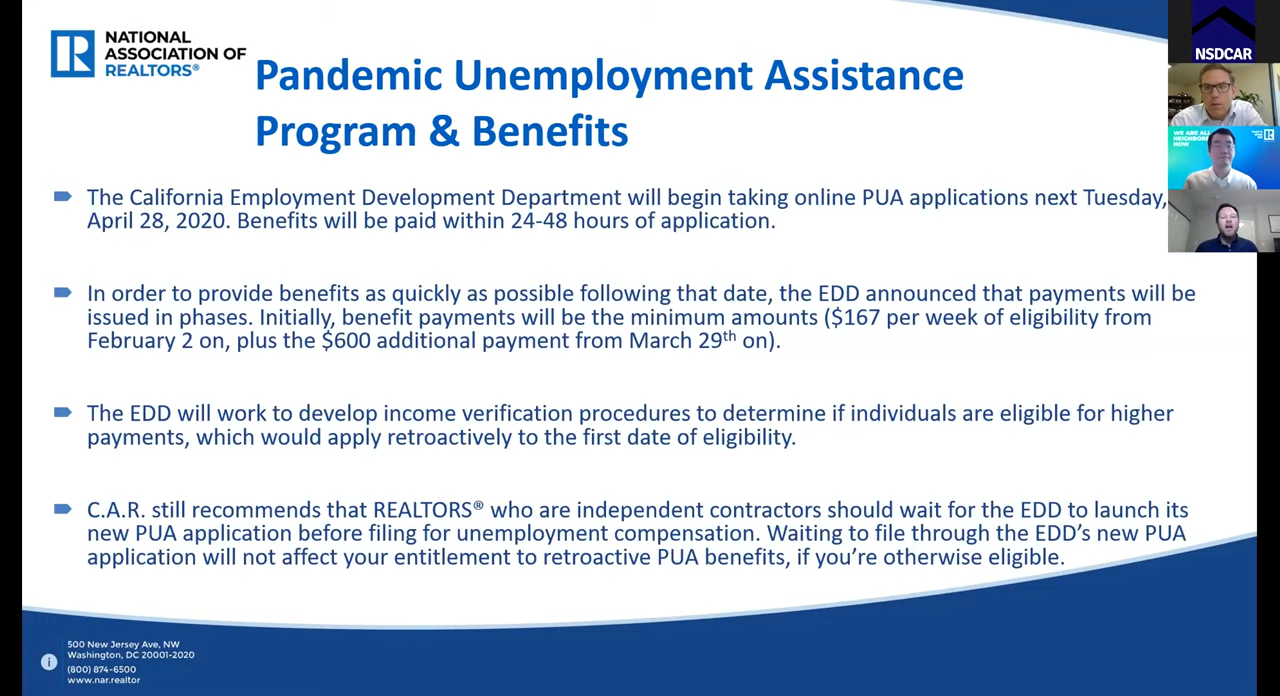 NATIONAL
ASSOCIATION OF
REALTORS®
Pandemic Unemployment Assistance
Program & Benefits
The California Employment Development Department will begin taking online PUA applications next Tuesday,
April 28, 2020. Benefits will be paid within 24-48 hours of application.
In order to provide benefits as quickly as possible following that date, the EDD announced that payments will be
issued in phases. Initially, benefit payments will be the minimum amounts ($167 per week of eligibility from
February 2 on, plus the $600 additional payment from March 29th on).
The EDD will work to develop income verification procedures to determine if individuals are eligible for higher
payments, which would apply retroactively to the first date of eligibility.
C.A.R. still recommends that REALTORS® who are independent contractors should wait for the EDD to launch its
new PUA application before filing for unemployment compensation. Waiting to file through the EDD's new PUA
application will not affect your entitlement to retroactive PUA benefits, if you're otherwise eligible.
500 New Jersey Ave, NW
Washington, DC 20001-2020
(800) 874-6500
www.nar.realtor
NSDCAR
WE ARE ALL
NEIGHBORS
NOW